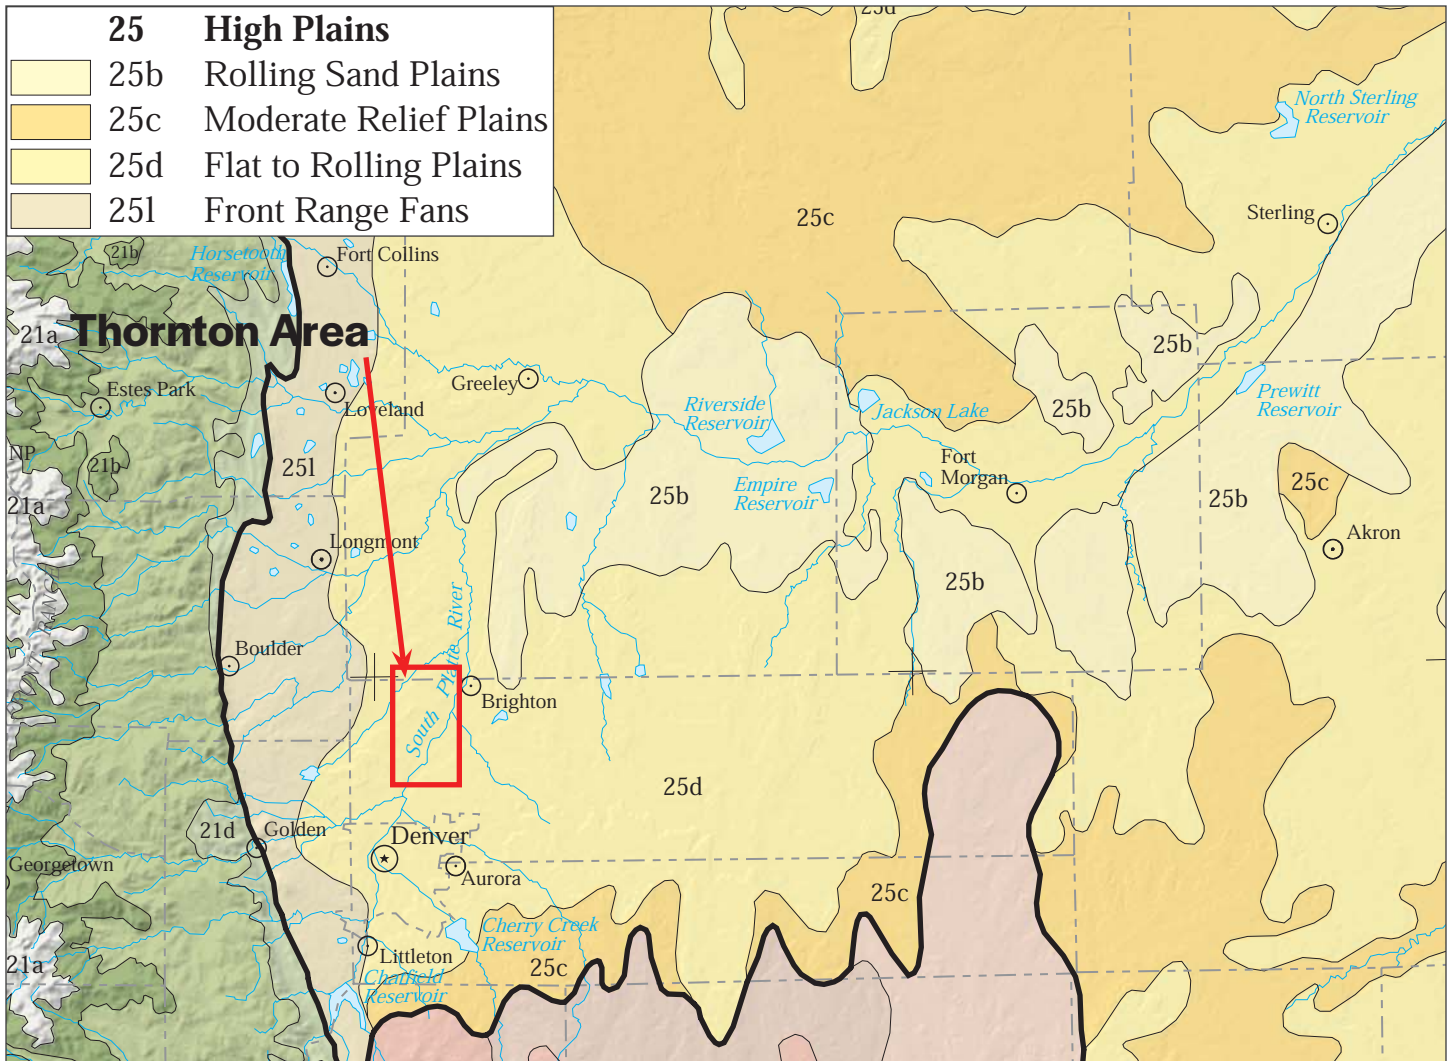 25 High Plains
25b Rolling Sand Plains
25c Moderate Relief Plains
25d Flat to Rolling Plains
25l Front Range Fans
25d
North Sterling
Reservoir
Sterling
25c
21b
Horsetooth
Reservoir
Fort Collins
21a
Thornton Area
25b
Estes Park
Greeley
Loveland
Riverside
Reservoir
Jackson Lake
25b
Prewitt
Reservoir
NP
21b
25l
Fort
Morgan
25c
21a
25b
Empire
Reservoir
25b
Longmont
Akron
25b
Boulder
South Platte River
Brighton
25d
21d
Golden
Denver
Georgetown
Aurora
25c
Cherry Creek
Reservoir
Littleton
21a
25c
Chatfield
Reservoir